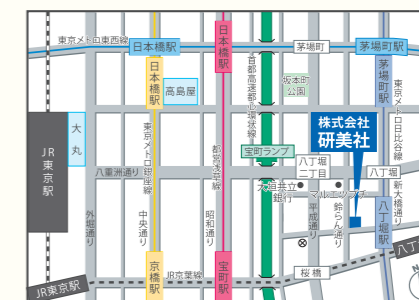 東京メトロ東西線
日本橋駅
日本橋駅
茅場町
茅場町駅
日本橋駅
高島屋
首都高速都心環状線
坂本町
公園
茅場町駅
東京メトロ日比谷線
大丸
JR東京駅
東京メトロ銀座線
都営浅草線
宝町ランプ
株式会社
研美社
八重洲通り
八丁堀
二丁目
八丁堀
新大橋通り
大垣共立
銀行
マルエツプチ
外堀通り
中央通り
昭和通り
平成通り
鈴らん通り
八丁堀駅
京橋駅
宝町駅
JR京葉線
桜橋
JR東京駅
八丁